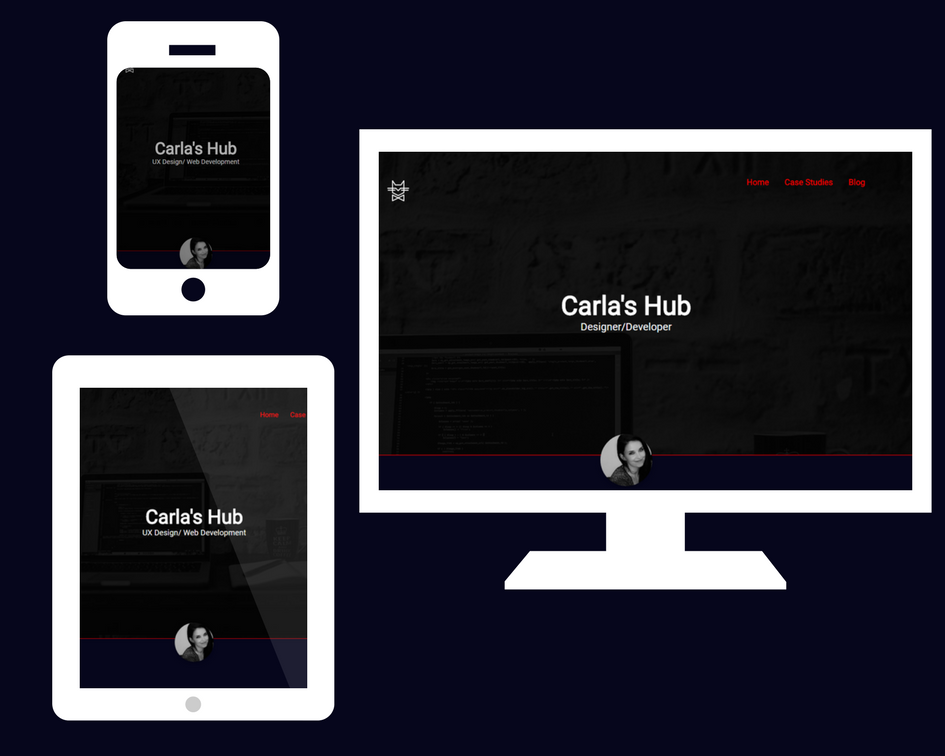 Carla's Hub
UX Design/ Web Development
Home Case Studies Blog
Carla's Hub
Designer/Developer
Home Case
Carla's Hub
UX Design/ Web Development